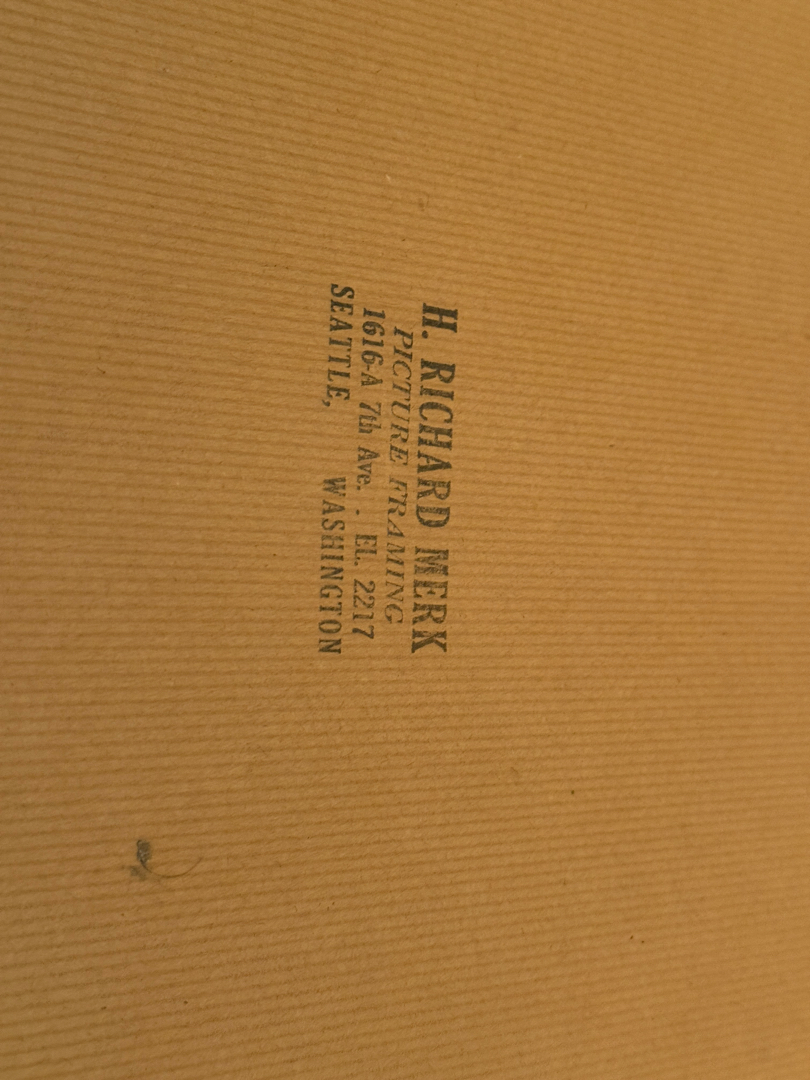 H. RICHARD MERK
PICTURE FRAMING
1616-A 7th Ave. - EL. 2217
SEATTLE, WASHINGTON